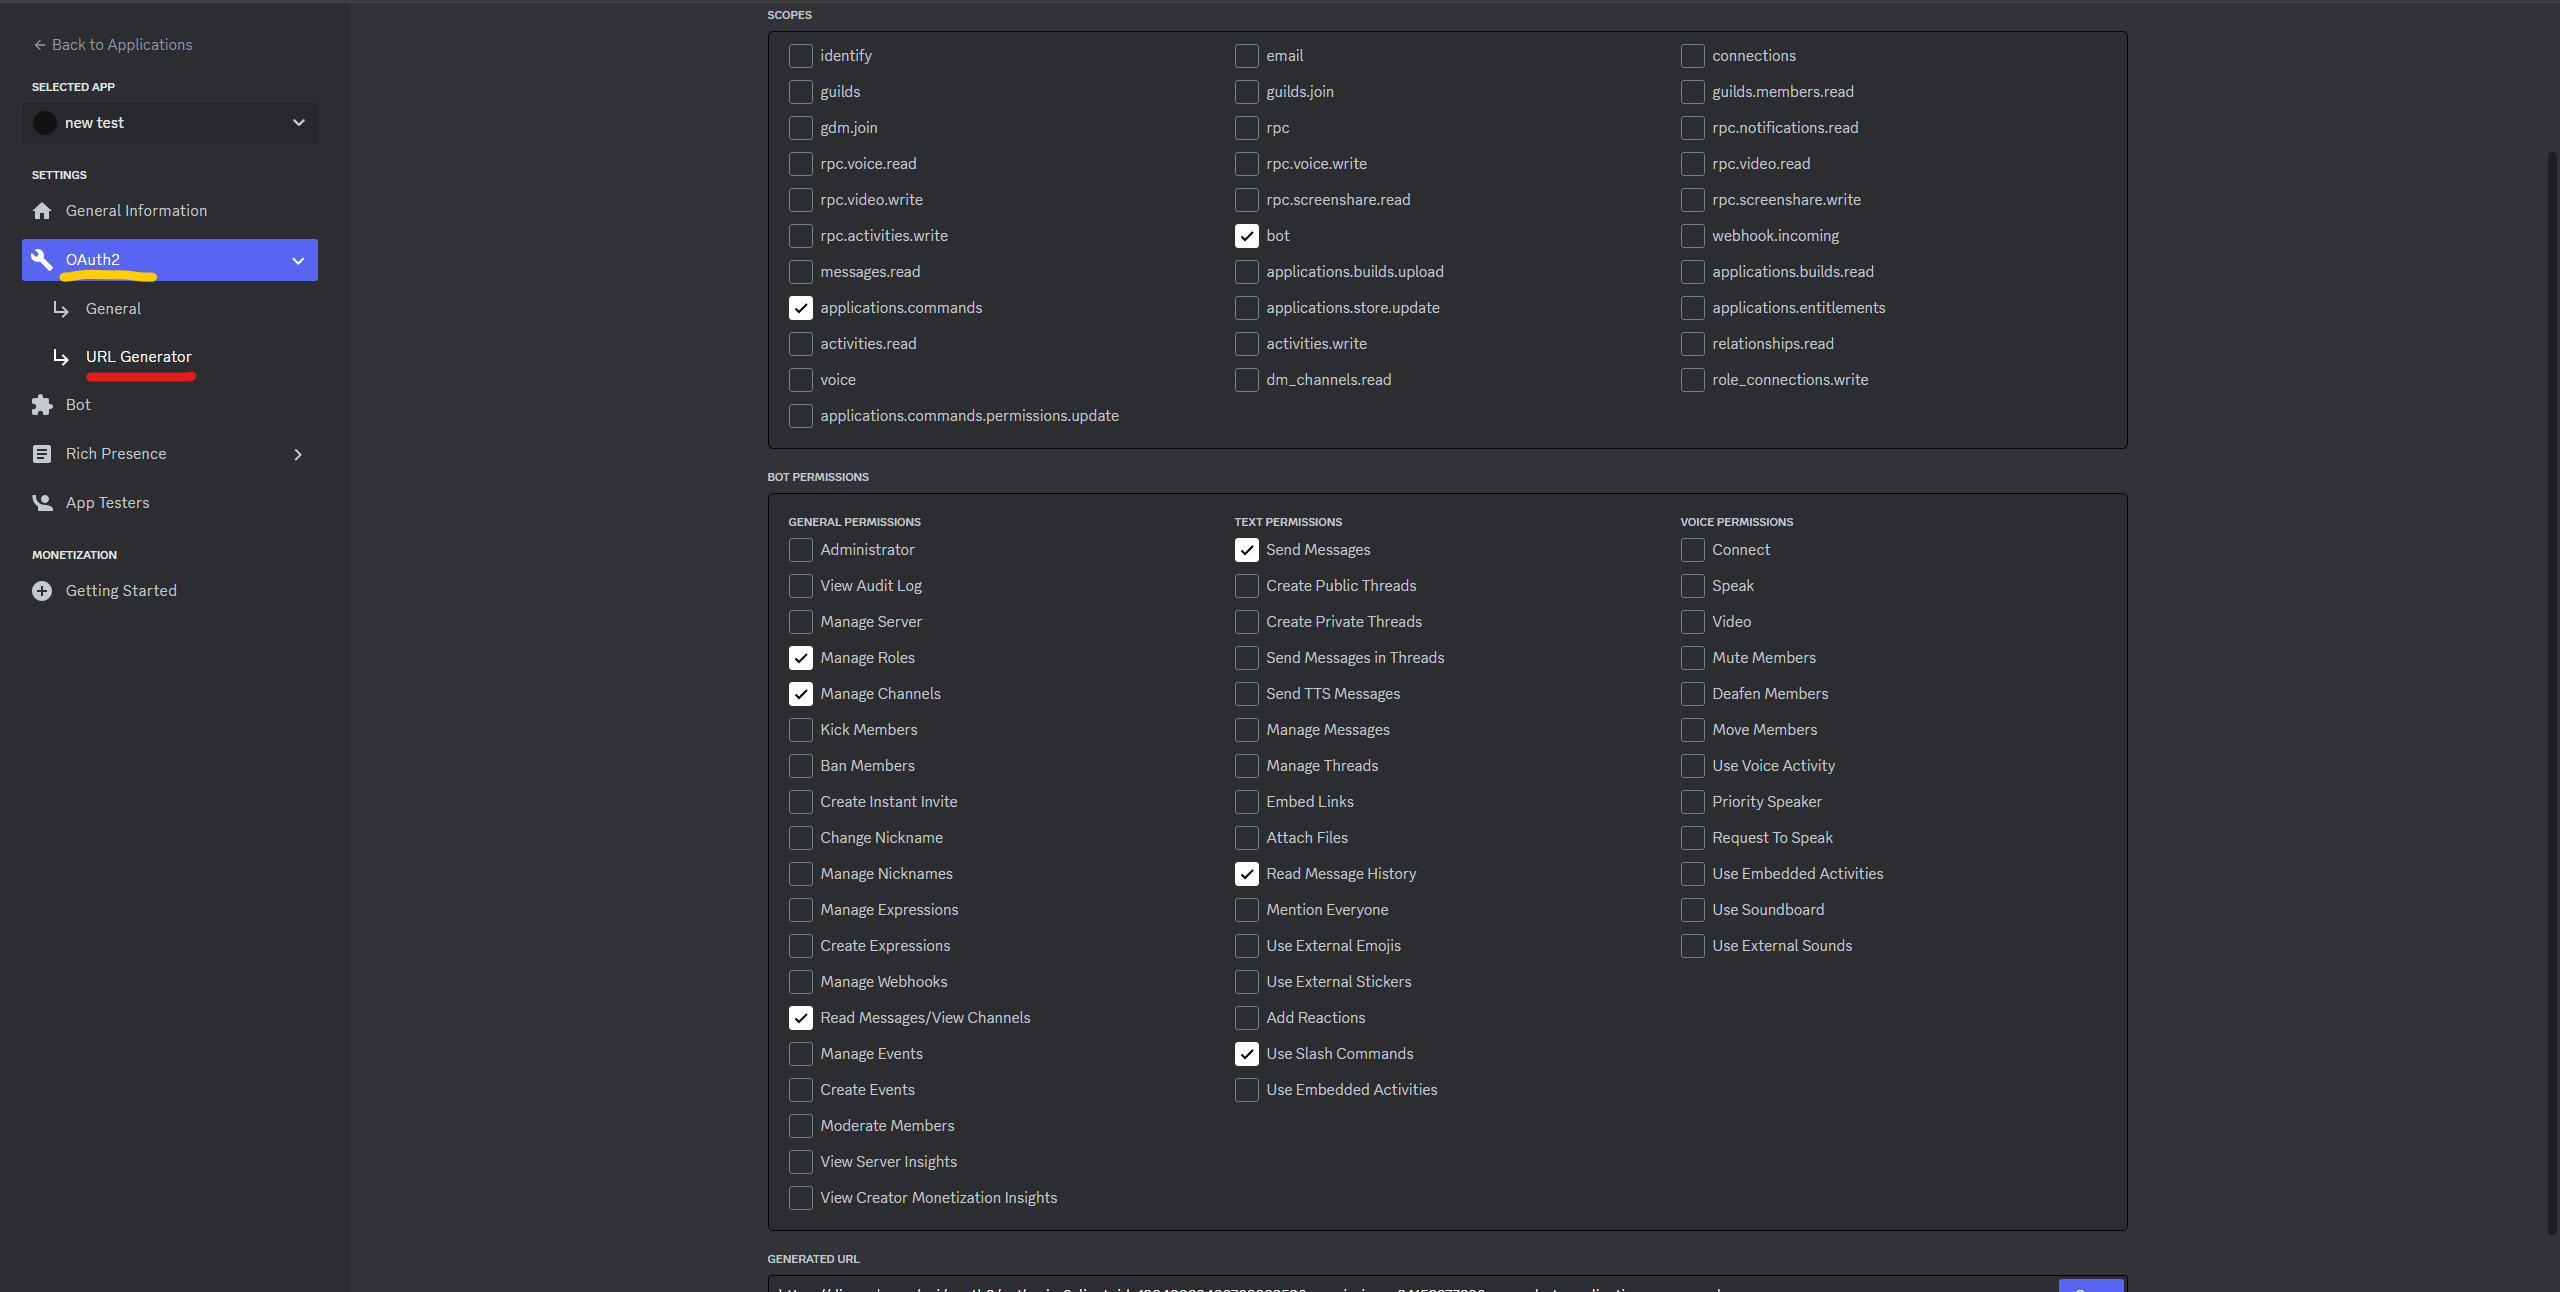 Back to Applications
SELECTED APP
new test
SETTINGS
General Information
OAuth2
General
URL Generator
Bot
Rich Presence
App Testers
MONETIZATION
Getting Started
SCOPES
identify email connections
guilds guilds.join guilds.members.read
gdm.join rpc rpc.notifications.read
rpc.voice.read rpc.voice.write rpc.video.read
rpc.video.write rpc.screenshare.read rpc.screenshare.write
rpc.activities.write bot webhook.incoming
messages.read applications.builds.upload applications.builds.read
applications.commands applications.store.update applications.entitlements
activities.read activities.write relationships.read
voice dm_channels.read role_connections.write
applications.commands.permissions.update
BOT PERMISSIONS
GENERAL PERMISSIONS
Administrator
View Audit Log
Manage Server
Manage Roles
Manage Channels
Kick Members
Ban Members
Create Instant Invite
Change Nickname
Manage Nicknames
Manage Expressions
Create Expressions
Manage Webhooks
Read Messages/View Channels
Manage Events
Create Events
Moderate Members
View Server Insights
View Creator Monetization Insights
TEXT PERMISSIONS
Send Messages
Create Public Threads
Create Private Threads
Send Messages in Threads
Send TTS Messages
Manage Messages
Manage Threads
Embed Links
Attach Files
Read Message History
Mention Everyone
Use External Emojis
Use External Stickers
Add Reactions
Use Slash Commands
Use Embedded Activities
VOICE PERMISSIONS
Connect
Speak
Video
Mute Members
Deafen Members
Move Members
Use Voice Activity
Priority Speaker
Request To Speak
Use Embedded Activities
Use Soundboard
Use External Sounds
GENERATED URL